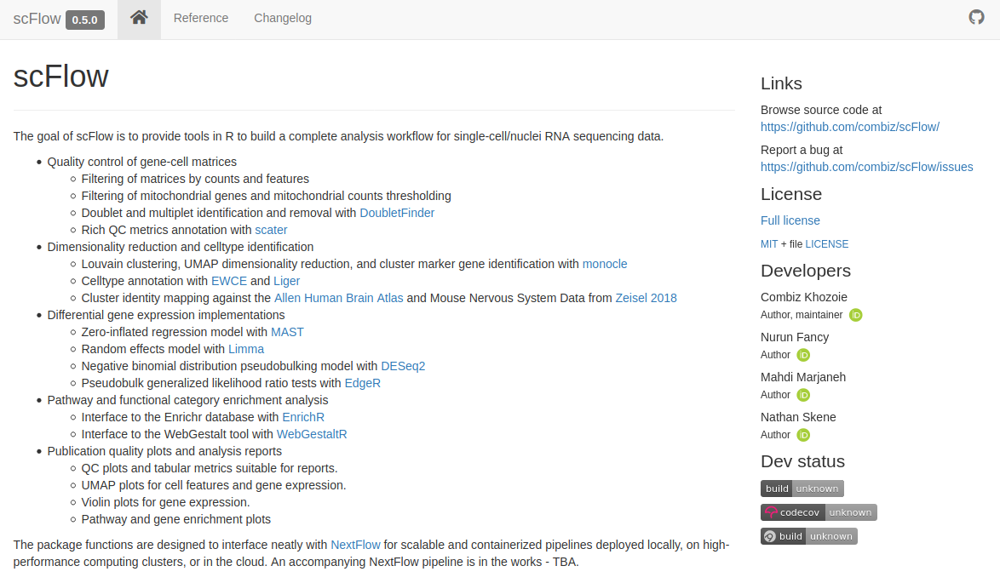 scFlow 0.5.0 Reference Changelog
scFlow
The goal of scFlow is to provide tools in R to build a complete analysis workflow for single-cell/nuclei RNA sequencing data.
Quality control of gene-cell matrices
Filtering of matrices by counts and features
Filtering of mitochondrial genes and mitochondrial counts thresholding
Doublet and multiplet identification and removal with DoubletFinder
Rich QC metrics annotation with scater
Dimensionality reduction and celltype identification
Louvain clustering, UMAP dimensionality reduction, and cluster marker gene identification with monocle
Celltype annotation with EWCE and Liger
Cluster identity mapping against the Allen Human Brain Atlas and Mouse Nervous System Data from Zeisel 2018
Differential gene expression implementations
Zero-inflated regression model with MAST
Random effects model with Limma
Negative binomial distribution pseudobulking model with DESeq2
Pseudobulk generalized likelihood ratio tests with EdgeR
Pathway and functional category enrichment analysis
Interface to the Enrichr database with EnrichR
Interface to the WebGestalt tool with WebGestaltR
Publication quality plots and analysis reports
QC plots and tabular metrics suitable for reports.
UMAP plots for cell features and gene expression.
Violin plots for gene expression.
Pathway and gene enrichment plots
The package functions are designed to interface neatly with NextFlow for scalable and containerized pipelines deployed locally, on high-
performance computing clusters, or in the cloud. An accompanying NextFlow pipeline is in the works - TBA.
Links
Browse source code at
https://github.com/combiz/scFlow/
Report a bug at
https://github.com/combiz/scFlow/issues
License
Full license
MIT + file LICENSE
Developers
Combiz Khozoie
Author, maintainer iD
Nurun Fancy
Author iD
Mahdi Marjaneh
Author iD
Nathan Skene
Author iD
Dev status
build unknown
codecov unknown
build unknown